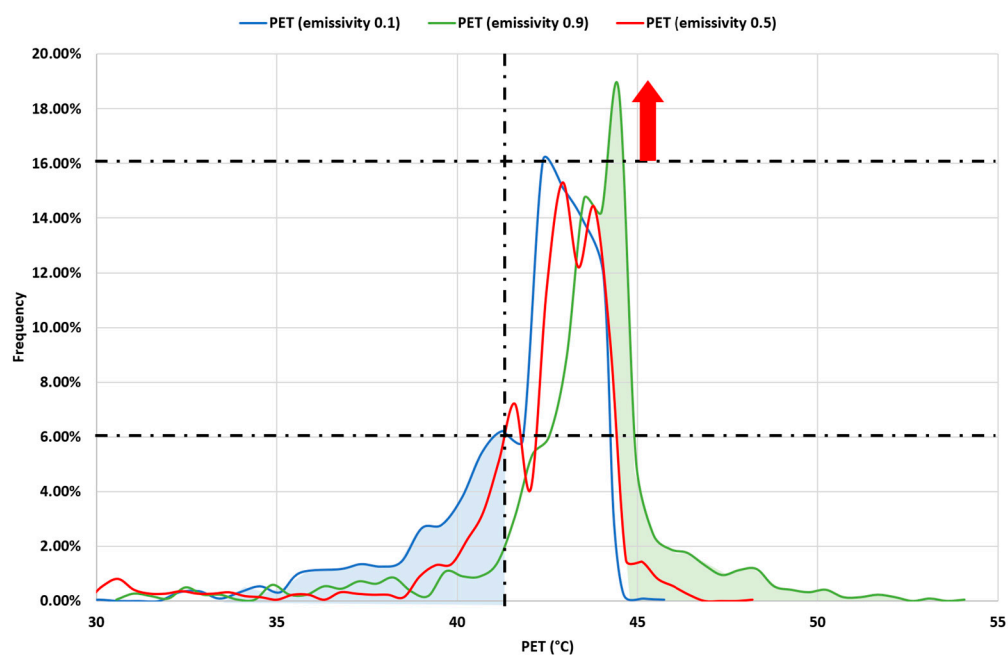 PET (emissivity 0.1) PET (emissivity 0.9) PET (emissivity 0.5)
20.00%
18.00%
16.00%
14.00%
12.00%
10.00%
8.00%
6.00%
4.00%
2.00%
0.00%
Frequency
30 35 40 45 50 55
PET (°C)